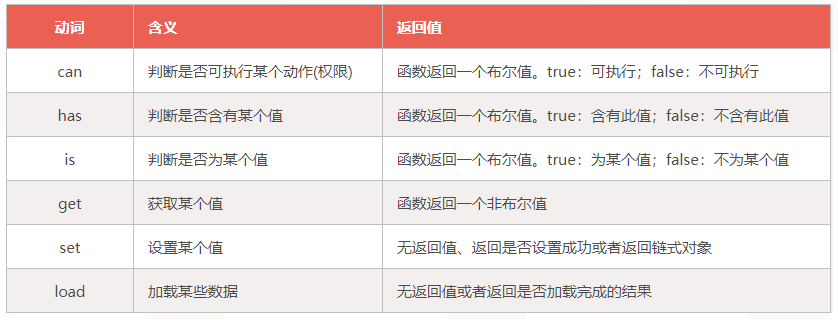 动词 含义 返回值
can 判断是否可执行某个动作(权限) 函数返回一个布尔值。true：可执行；false：不可执行
has 判断是否含有某个值 函数返回一个布尔值。true：含有此值；false：不含有此值
is 判断是否为某个值 函数返回一个布尔值。true：为某个值；false：不为某个值
get 获取某个值 函数返回一个非布尔值
set 设置某个值 无返回值、返回是否设置成功或者返回链式对象
load 加载某些数据 无返回值或者返回是否加载完成的结果